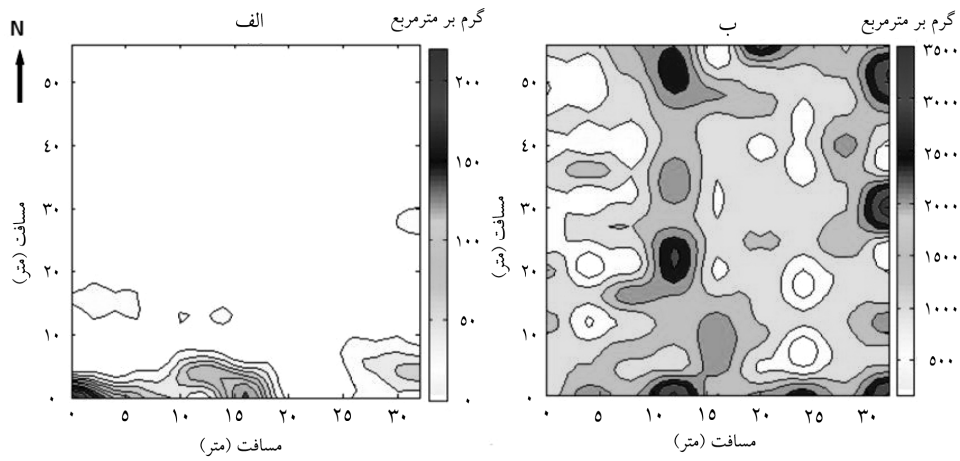 الف
گرم بر مترمربع
ب
گرم بر مترمربع
N
۵۰
۴۰
۳۰
۲۰
۱۰
۰
مسافت (متر)
۰ ۵ ۱۰ ۱۵ ۲۰ ۲۵ ۳۰
مسافت (متر)
۲۰۰
۱۵۰
۱۰۰
۵۰
۰
۵۰
۴۰
۳۰
۲۰
۱۰
۰
مسافت (متر)
۰ ۵ ۱۰ ۱۵ ۲۰ ۲۵ ۳۰
مسافت (متر)
۳۵۰۰
۳۰۰۰
۲۵۰۰
۲۰۰۰
۱۵۰۰
۱۰۰۰
۵۰۰